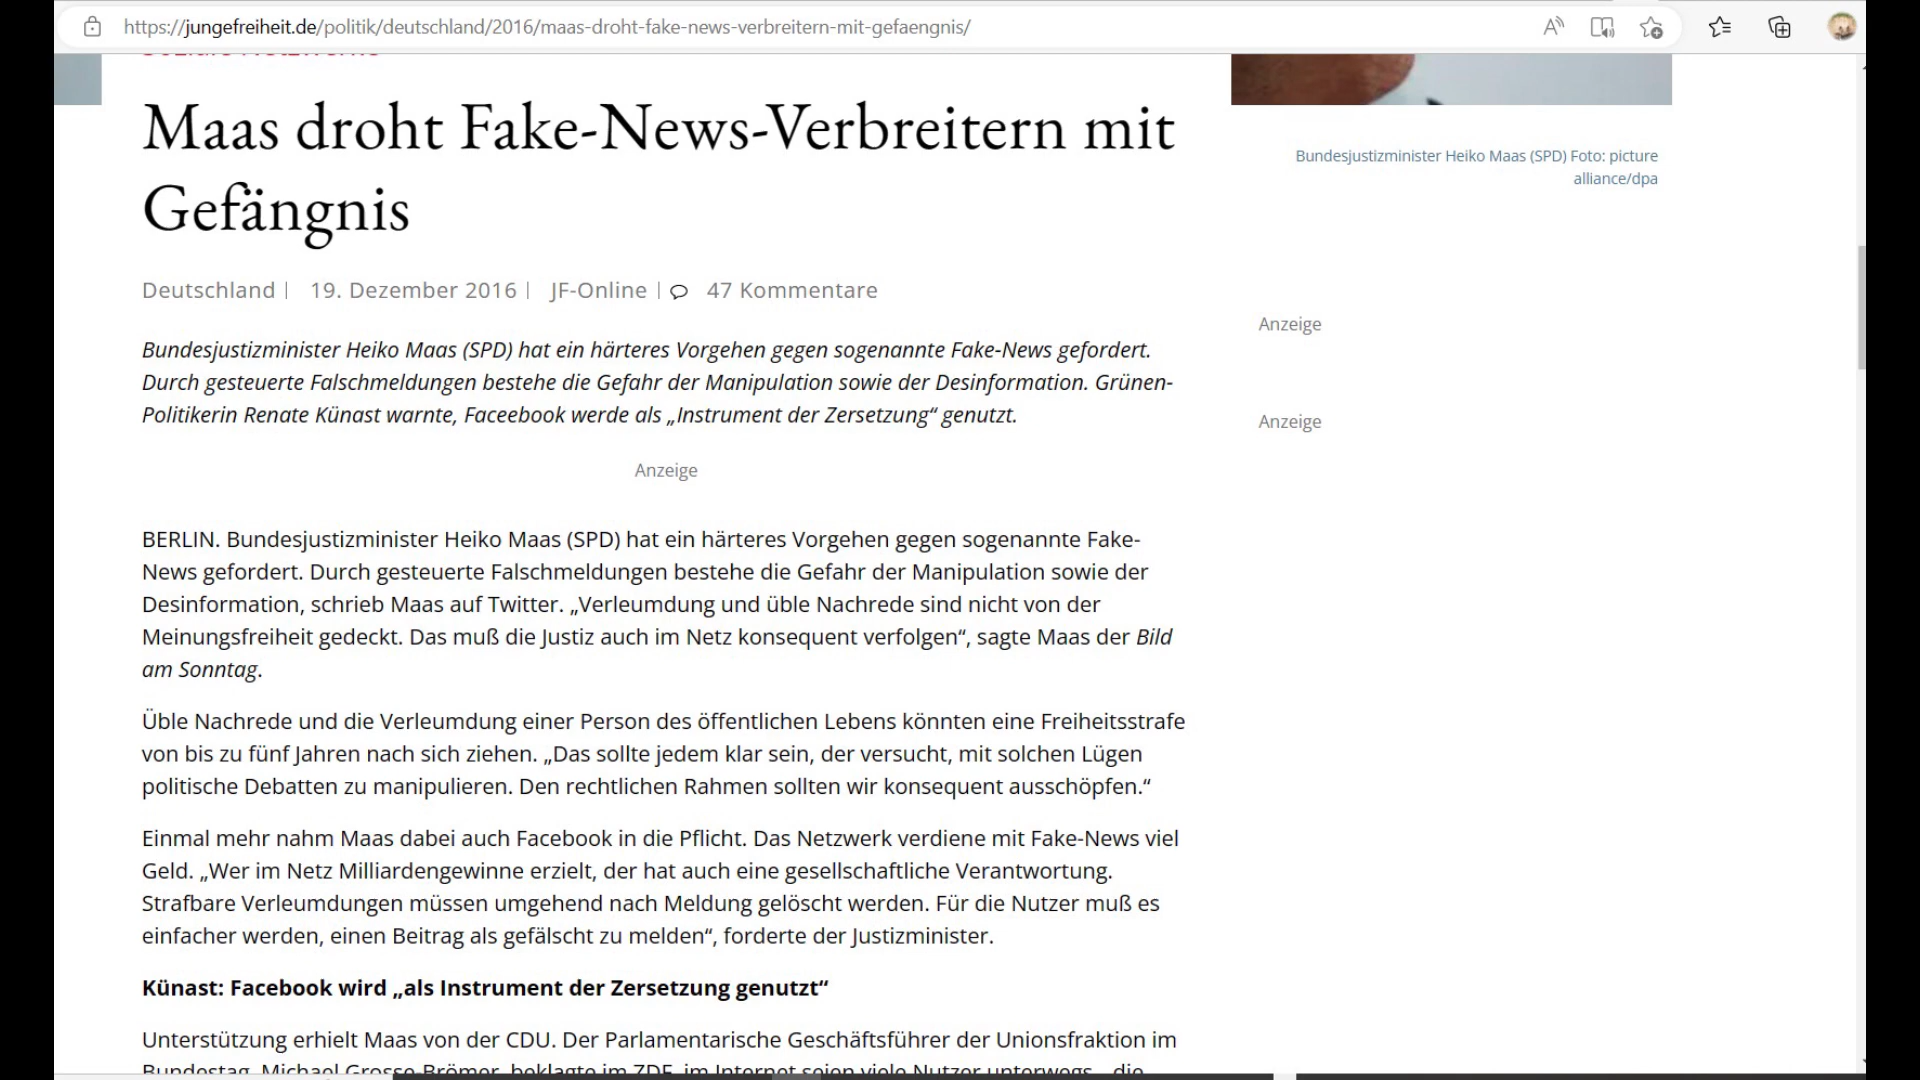 https://jungefreiheit.de/politik/deutschland/2016/maas-droht-fake-news-verbreitern-mit-gefaengnis/
Maas droht Fake-News-Verbreitern mit
Gefängnis
Deutschland | 19. Dezember 2016 | JF-Online | 47 Kommentare
Bundesjustizminister Heiko Maas (SPD) hat ein härteres Vorgehen gegen sogenannte Fake-News gefordert.
Durch gesteuerte Falschmeldungen bestehe die Gefahr der Manipulation sowie der Desinformation. Grünen-
Politikerin Renate Künast warnte, Faceebook werde als „Instrument der Zersetzung“ genutzt.
Anzeige
BERLIN. Bundesjustizminister Heiko Maas (SPD) hat ein härteres Vorgehen gegen sogenannte Fake-
News gefordert. Durch gesteuerte Falschmeldungen bestehe die Gefahr der Manipulation sowie der
Desinformation, schrieb Maas auf Twitter. „Verleumdung und üble Nachrede sind nicht von der
Meinungsfreiheit gedeckt. Das muß die Justiz auch im Netz konsequent verfolgen“, sagte Maas der Bild
am Sonntag.
Üble Nachrede und die Verleumdung einer Person des öffentlichen Lebens könnten eine Freiheitsstrafe
von bis zu fünf Jahren nach sich ziehen. „Das sollte jedem klar sein, der versucht, mit solchen Lügen
politische Debatten zu manipulieren. Den rechtlichen Rahmen sollten wir konsequent ausschöpfen.“
Einmal mehr nahm Maas dabei auch Facebook in die Pflicht. Das Netzwerk verdiene mit Fake-News viel
Geld. „Wer im Netz Milliardengewinne erzielt, der hat auch eine gesellschaftliche Verantwortung.
Strafbare Verleumdungen müssen umgehend nach Meldung gelöscht werden. Für die Nutzer muß es
einfacher werden, einen Beitrag als gefälscht zu melden“, forderte der Justizminister.
Künast: Facebook wird „als Instrument der Zersetzung genutzt“
Unterstützung erhielt Maas von der CDU. Der Parlamentarische Geschäftsführer der Unionsfraktion im
Bundestag, Michael Grosse-Brömer, beklagte im ZDF, im Internet seien viele Nutzer unterwegs, „die
Bundesjustizminister Heiko Maas (SPD) Foto: picture
alliance/dpa
Anzeige
Anzeige